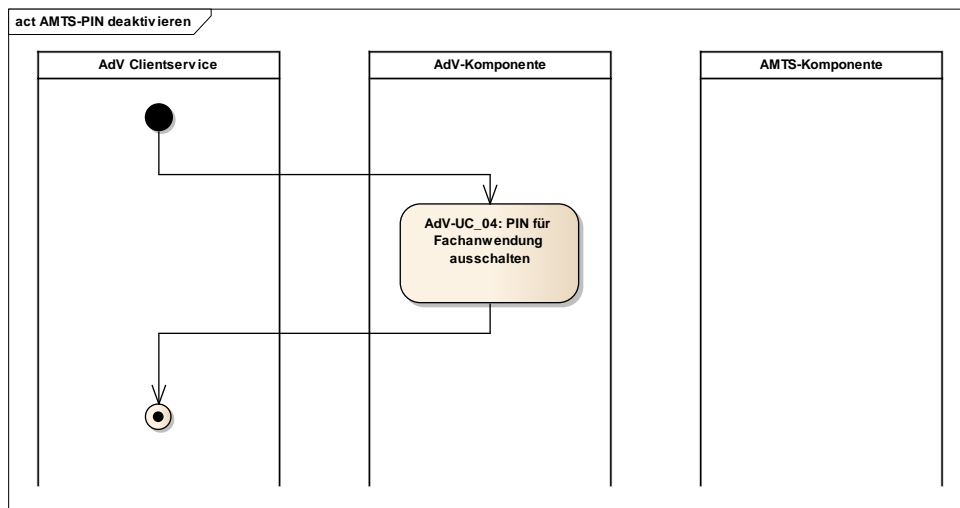 act AMTS-PIN deaktivieren
AdV Clientservice
AdV-Komponente
AMTS-Komponente
AdV-UC_04: PIN für
Fachanwendung
ausschalten